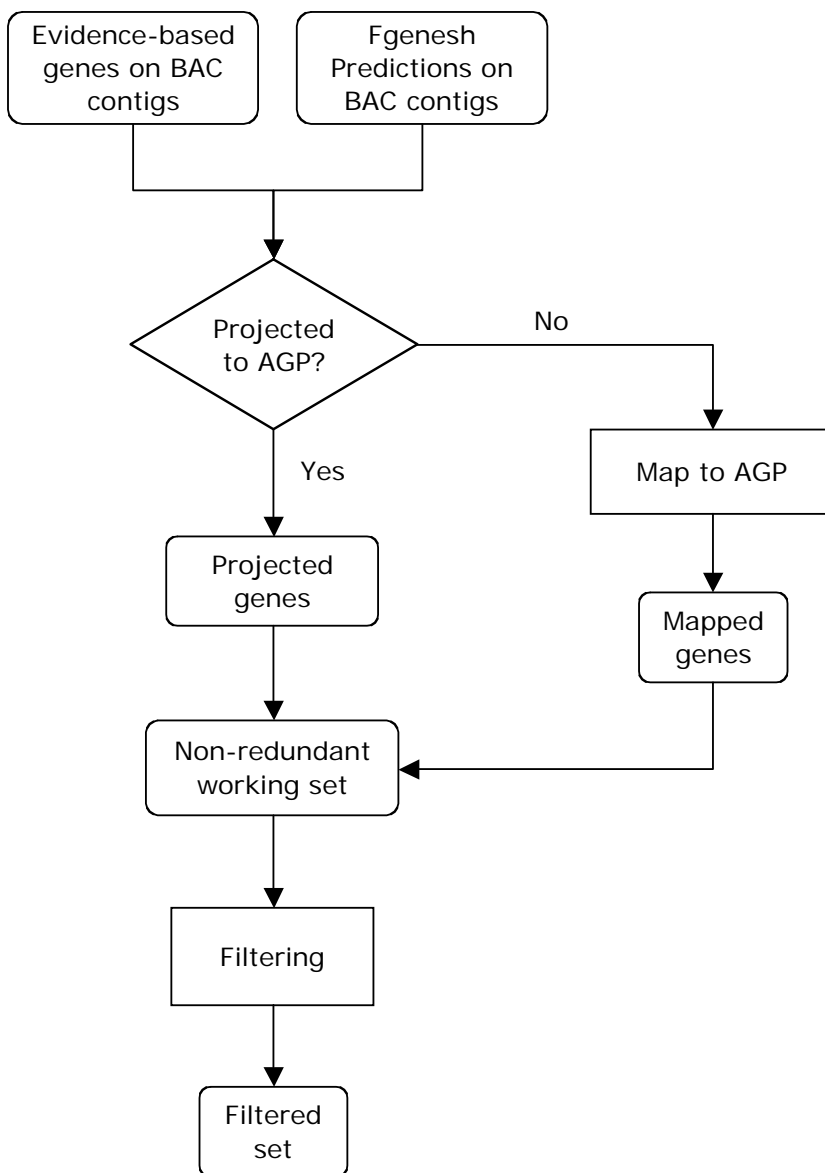 Evidence-based
genes on BAC
contigs
Fgenesh
Predictions on
BAC contigs
Projected
to AGP?
No
Yes
Map to AGP
Projected
genes
Mapped
genes
Non-redundant
working set
Filtering
Filtered
set